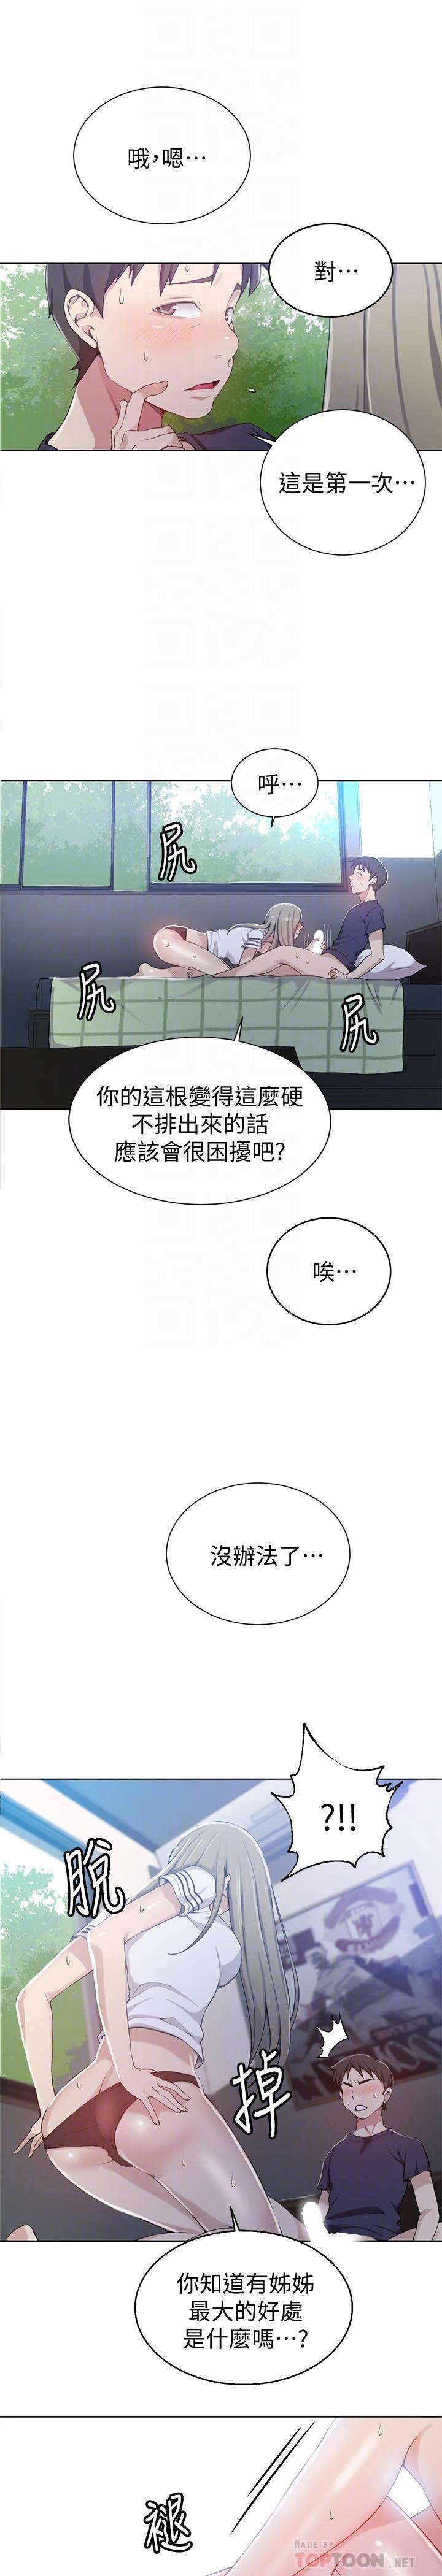 哦,嗯…
對…
這是第一次…
呼…
尻
尻
尻
你的這根變得這麼硬
不排出來的話
應該會很困擾吧?
唉…
沒辦法了…
?!!
脫
掉
你知道有姊姊
最大的好處
是什麼嗎…?
褪
MADE BY
TOPTOON.NET